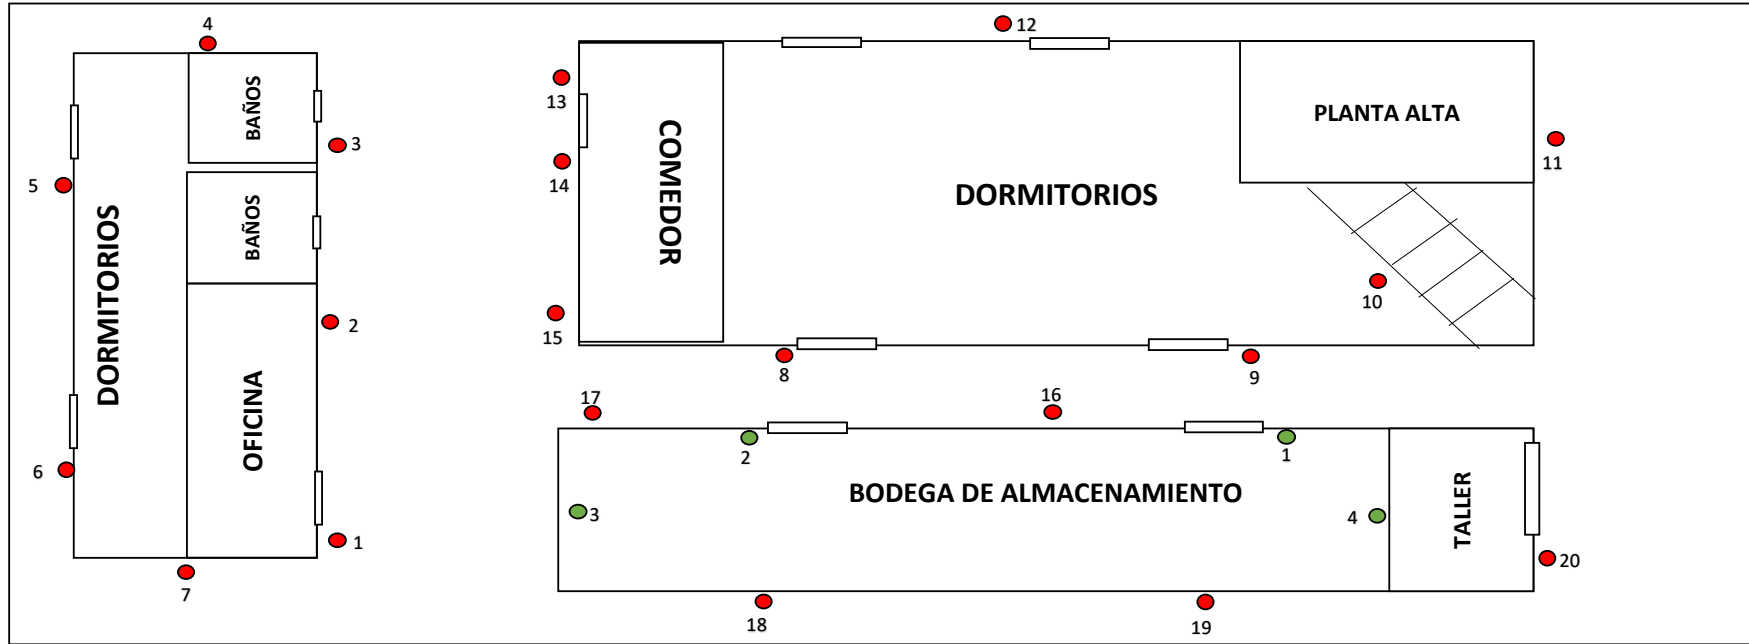 4
BAÑOS
3
5
DORMITORIOS
BAÑOS
2
OFICINA
6
1
7
12
13
COMEDOR
14
15
DORMITORIOS
PLANTA ALTA
11
10
8
9
17
16
2
1
3
BODEGA DE ALMACENAMIENTO
4
TALLER
20
18
19